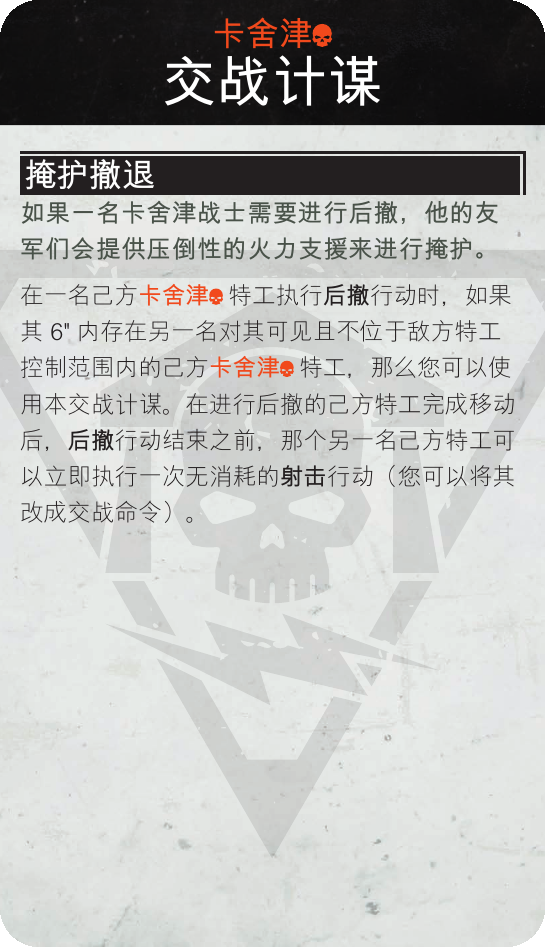 卡舍津
交战计谋
掩护撤退
如果一名卡舍津战士需要进行后撤，他的友
军们会提供压倒性的火力支援来进行掩护。
在一名己方卡舍津特工执行后撤行动时，如果
其 6" 内存在另一名对其可见且不位于敌方特工
控制范围内的己方卡舍津特工，那么您可以使
用本交战计谋。在进行后撤的己方特工完成移动
后，后撤行动结束之前，那个另一名己方特工可
以立即执行一次无消耗的射击行动（您可以将其
改成交战命令）。